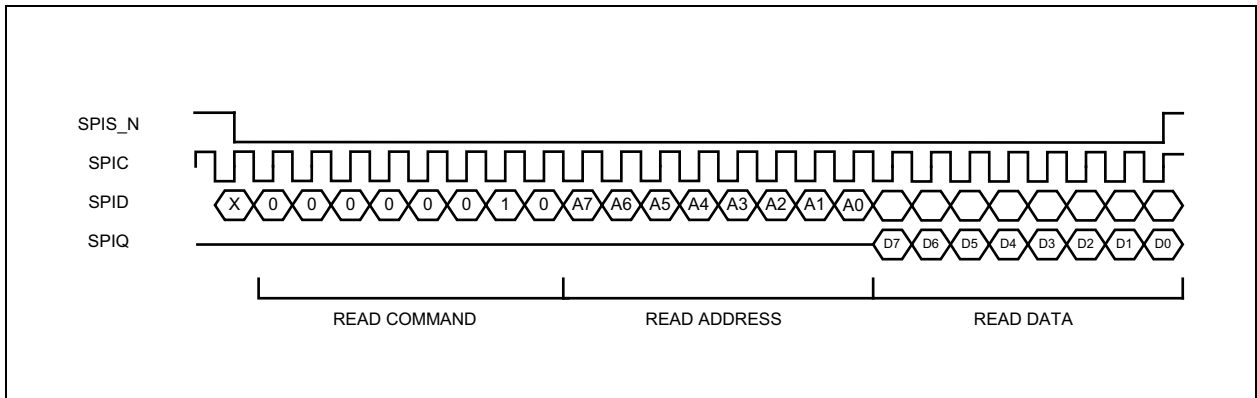 SPIS_N
SPIC
SPID X 0 0 0 0 0 0 1 0 A7 A6 A5 A4 A3 A2 A1 A0
SPIQ D7 D6 D5 D4 D3 D2 D1 D0
READ COMMAND READ ADDRESS READ DATA